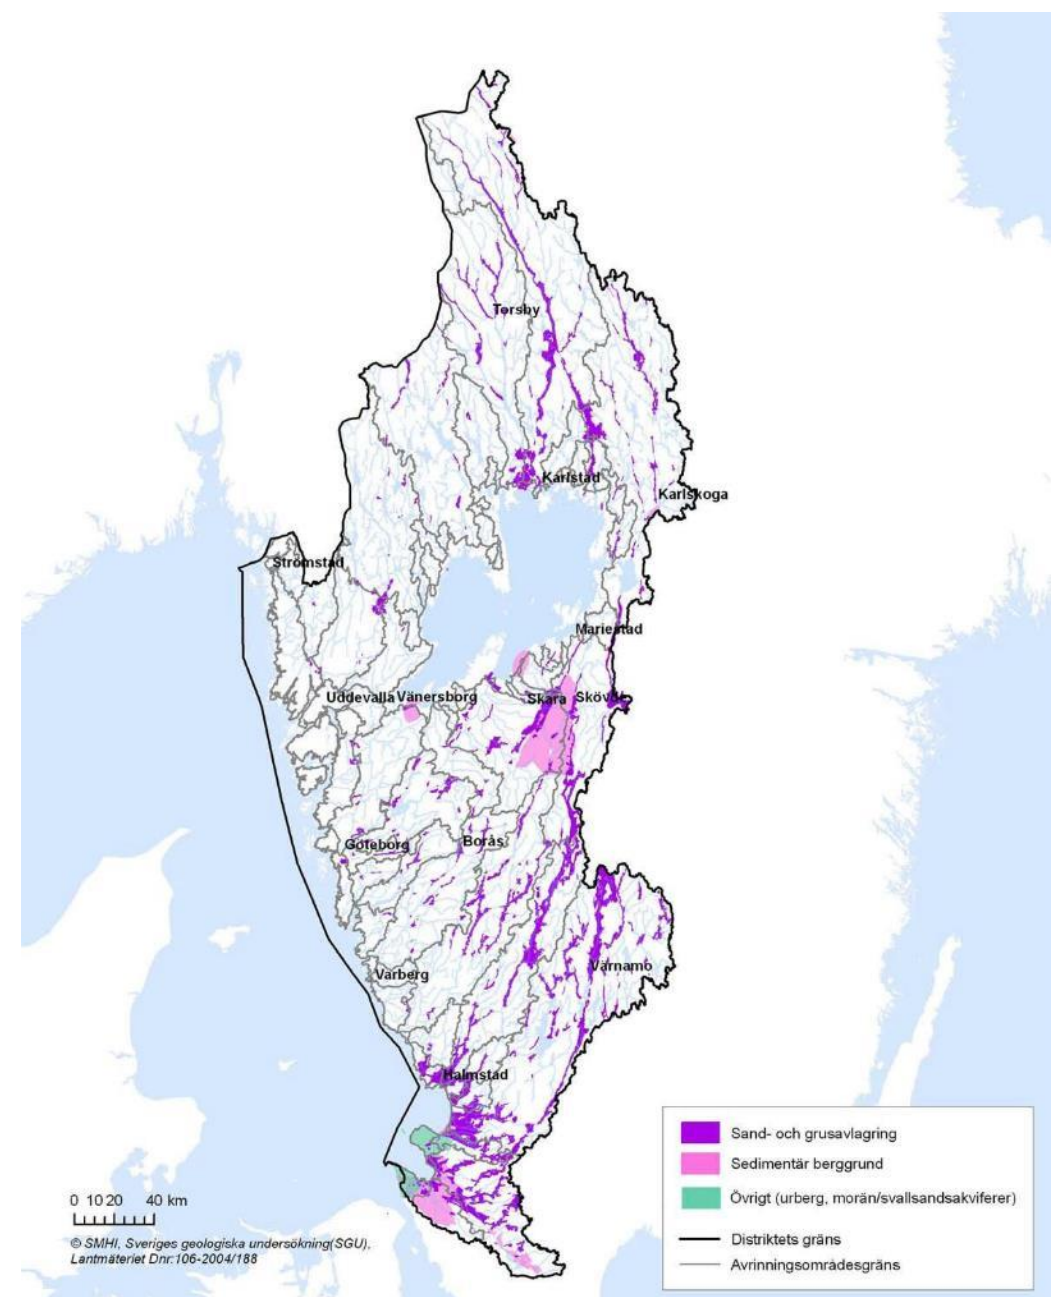 Torsby
Karlstad
Karlskoga
Strömstad
Mariestad
Uddevalla
Vänersborg
Skara
Skövde
Göteborg
Borås
Varberg
Värnamo
Halmstad
Sand- och grusavlagring
Sedimentär berggrund
Övrigt (urberg, morän/svallsandsakviferer)
Distriktets gräns
Avrinningsområdesgräns
0 10 20 40 km
© SMHI, Sveriges geologiska undersökning(SGU),
Lantmäteriet Dnr:106-2004/188